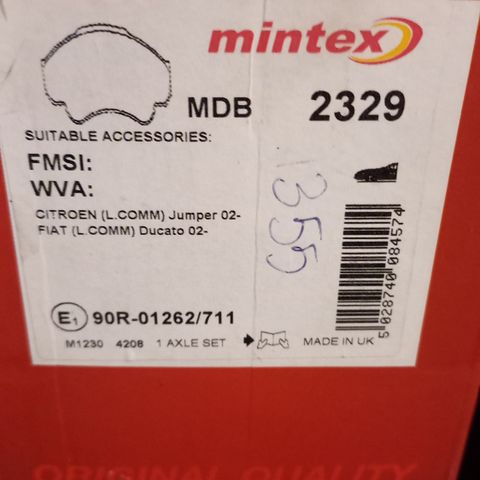 mintex
MDB 2329
SUITABLE ACCESSORIES:
FMSI:
WVA:
CITROEN (L.COMM) Jumper 02-
FIAT (L.COMM) Ducato 02-
355
5 028740 084574
E1 90R-01262/711
M1230 4208 1 AXLE SET MADE IN UK
ORIGINAL QUALITY